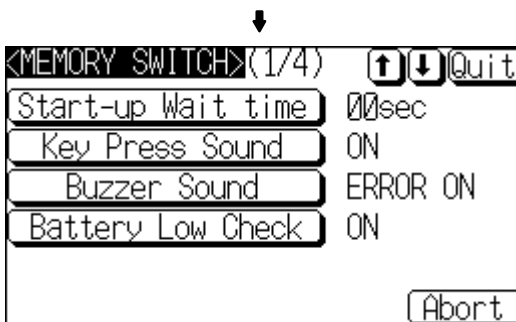 <MEMORY SWITCH>(1/4) ↑ ↓ Quit
Start-up Wait time 00sec
Key Press Sound ON
Buzzer Sound ERROR ON
Battery Low Check ON
Abort